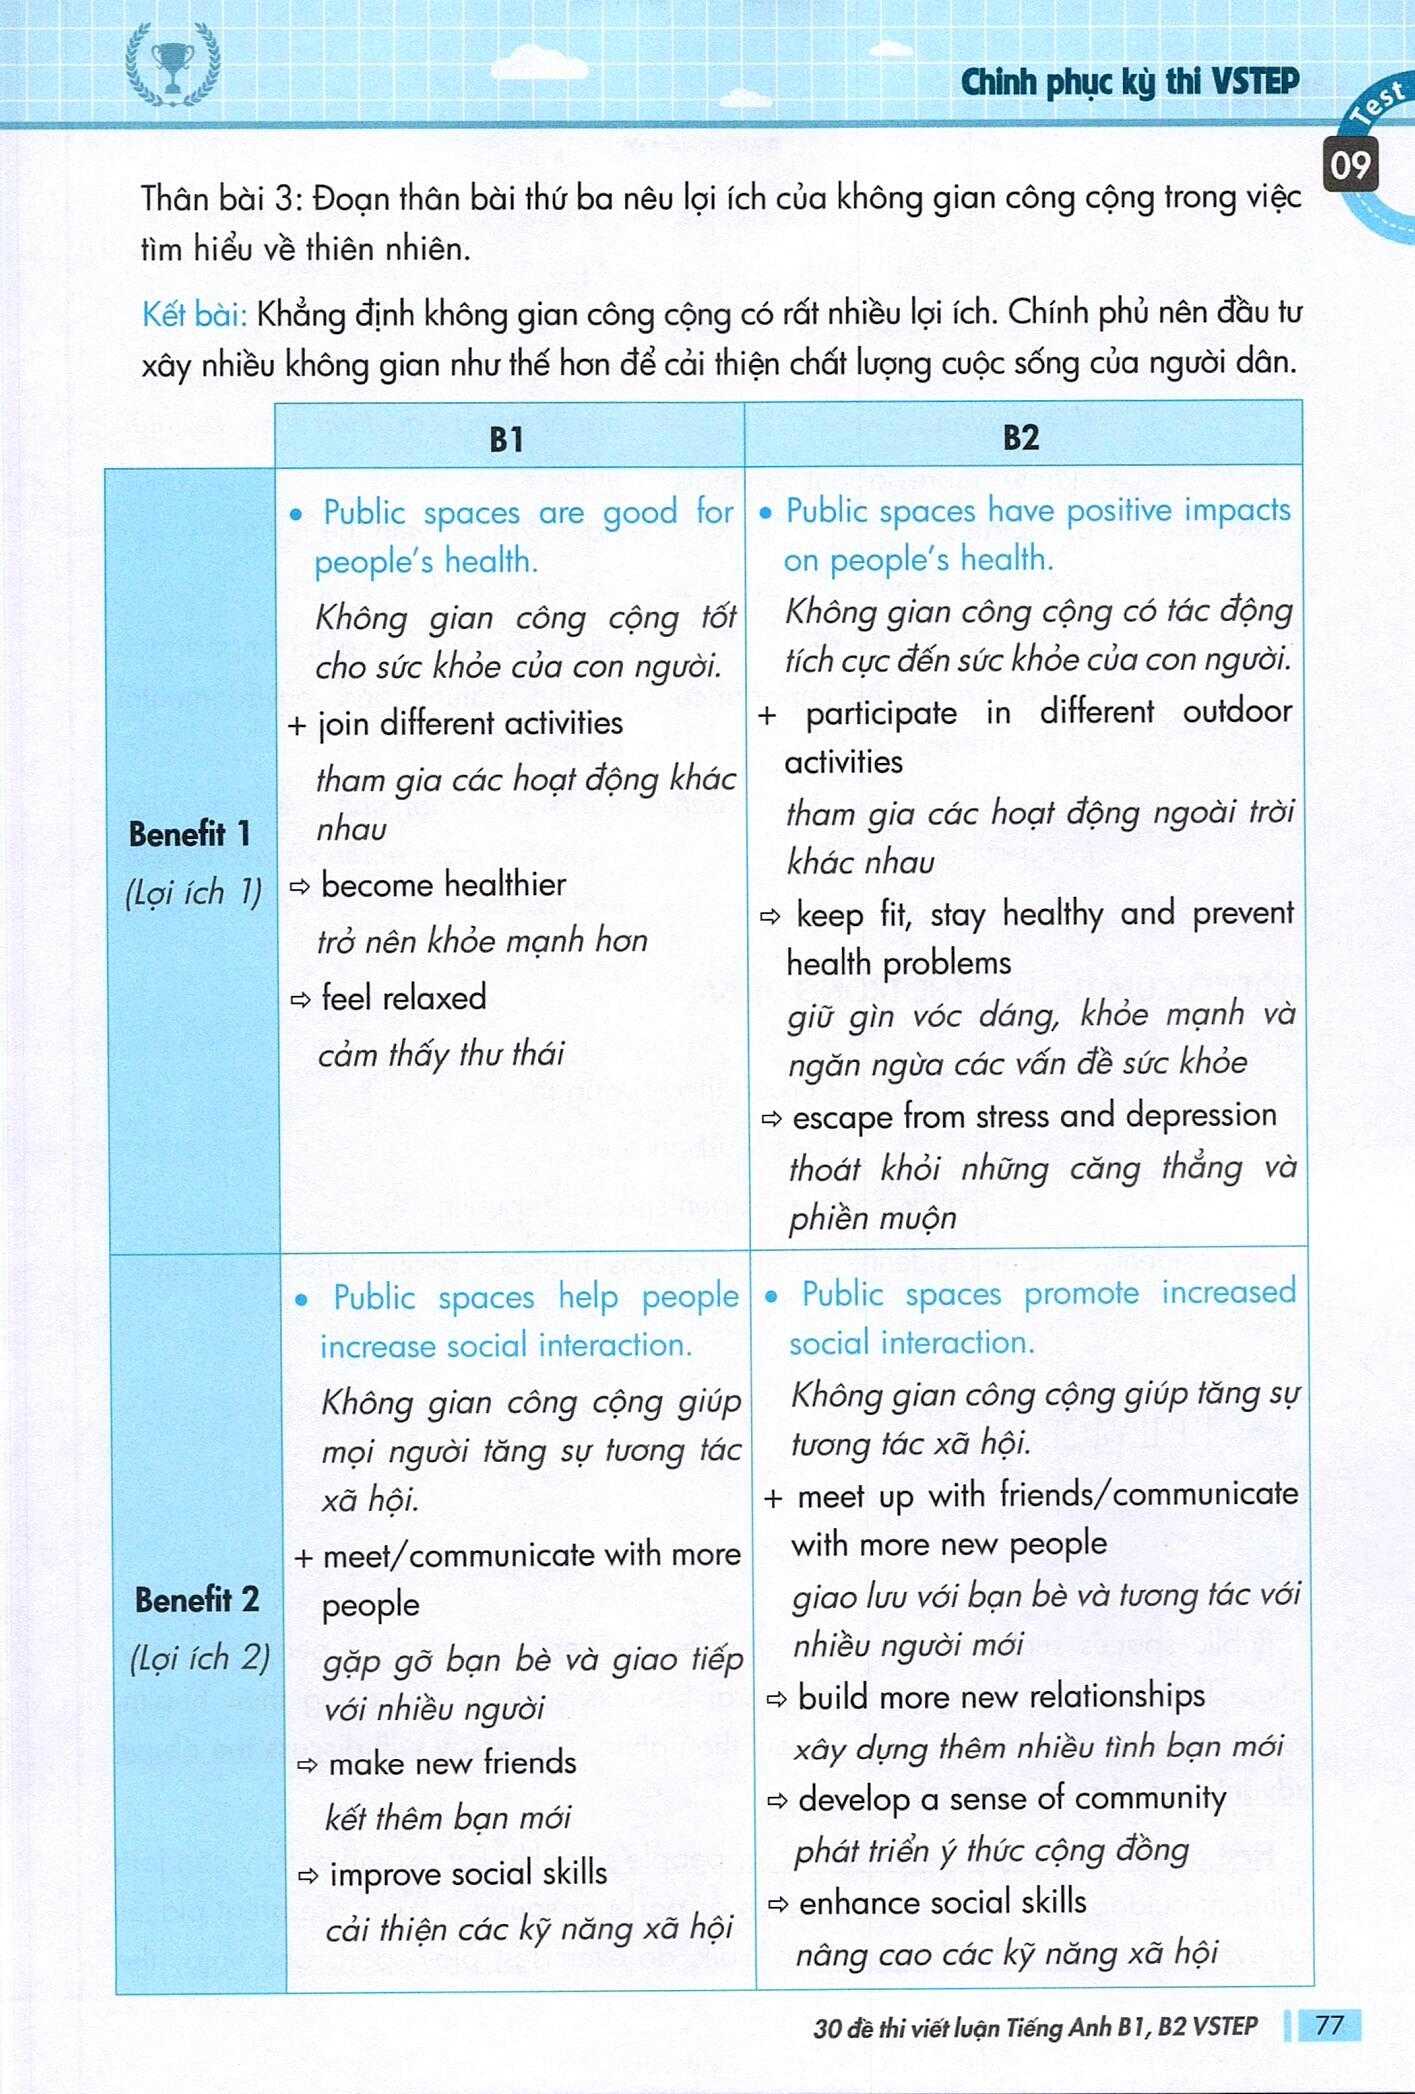 Chinh phục kỳ thi VSTEP
Test
09
Thân bài 3: Đoạn thân bài thứ ba nêu lợi ích của không gian công cộng trong việc
tìm hiểu về thiên nhiên.
Kết bài: Khẳng định không gian công cộng có rất nhiều lợi ích. Chính phủ nên đầu tư
xây nhiều không gian như thế hơn để cải thiện chất lượng cuộc sống của người dân.
B1
B2
Benefit 1
(Lợi ích 1)
• Public spaces are good for
people's health.
Không gian công cộng tốt
cho sức khỏe của con người.
+ join different activities
tham gia các hoạt động khác
nhau
⇨ become healthier
trở nên khỏe mạnh hơn
⇨ feel relaxed
cảm thấy thư thái
• Public spaces have positive impacts
on people's health.
Không gian công cộng có tác động
tích cực đến sức khỏe của con người.
+ participate in different outdoor
activities
tham gia các hoạt động ngoài trời
khác nhau
⇨ keep fit, stay healthy and prevent
health problems
giữ gìn vóc dáng, khỏe mạnh và
ngăn ngừa các vấn đề sức khỏe
⇨ escape from stress and depression
thoát khỏi những căng thẳng và
phiền muộn
Benefit 2
(Lợi ích 2)
• Public spaces help people
increase social interaction.
Không gian công cộng giúp
mọi người tăng sự tương tác
xã hội.
+ meet/communicate with more
people
gặp gỡ bạn bè và giao tiếp
với nhiều người
⇨ make new friends
kết thêm bạn mới
⇨ improve social skills
cải thiện các kỹ năng xã hội
• Public spaces promote increased
social interaction.
Không gian công cộng giúp tăng sự
tương tác xã hội.
+ meet up with friends/communicate
with more new people
giao lưu với bạn bè và tương tác với
nhiều người mới
⇨ build more new relationships
xây dựng thêm nhiều tình bạn mới
⇨ develop a sense of community
phát triển ý thức cộng đồng
⇨ enhance social skills
nâng cao các kỹ năng xã hội
30 đề thi viết luận Tiếng Anh B1, B2 VSTEP
77